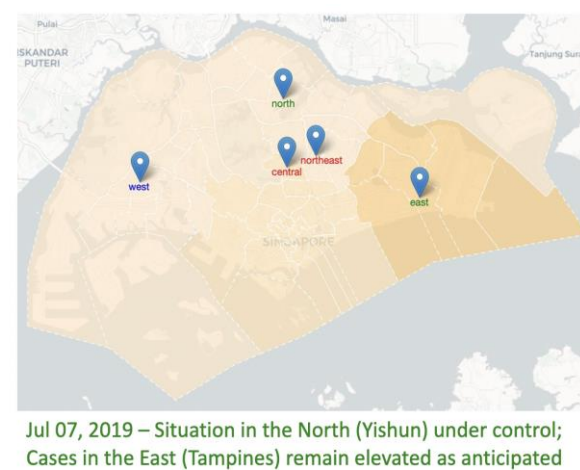 Pulai
Masai
ISKANDAR
PUTERI
Tanjung Sura
north
northeast
central
west
east
SINGAPORE
Jul 07, 2019 – Situation in the North (Yishun) under control;
Cases in the East (Tampines) remain elevated as anticipated